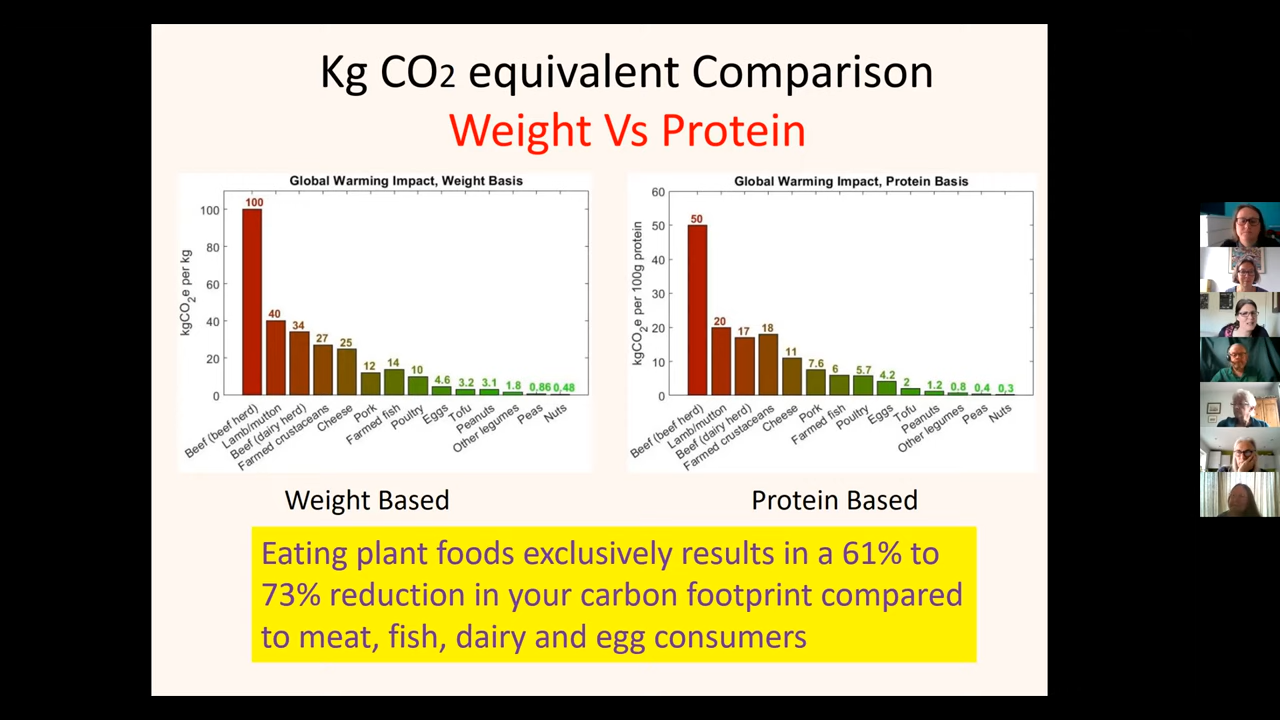 Kg CO2 equivalent Comparison
Weight Vs Protein
Global Warming Impact, Weight Basis
kgCO2e per kg
100
80
60
40
20
0
100
40
34
27
25
12
14
10
4.6
3.2
3.1
1.8
0,86
0,48
Beef (beef herd)
Lamb/mutton
Beef (dairy herd)
Farmed crustaceans
Cheese
Pork
Farmed fish
Poultry
Eggs
Tofu
Peanuts
Other legumes
Peas
Nuts
Weight Based
Global Warming Impact, Protein Basis
kgCO2e per 100g protein
60
50
40
30
20
10
0
50
20
17
18
11
7.6
6
5.7
4.2
2
1.2
0.8
0.4
0,3
Beef (beef herd)
Lamb/mutton
Beef (dairy herd)
Farmed crustaceans
Cheese
Pork
Farmed fish
Poultry
Eggs
Tofu
Peanuts
Other legumes
Peas
Nuts
Protein Based
Eating plant foods exclusively results in a 61% to
73% reduction in your carbon footprint compared
to meat, fish, dairy and egg consumers